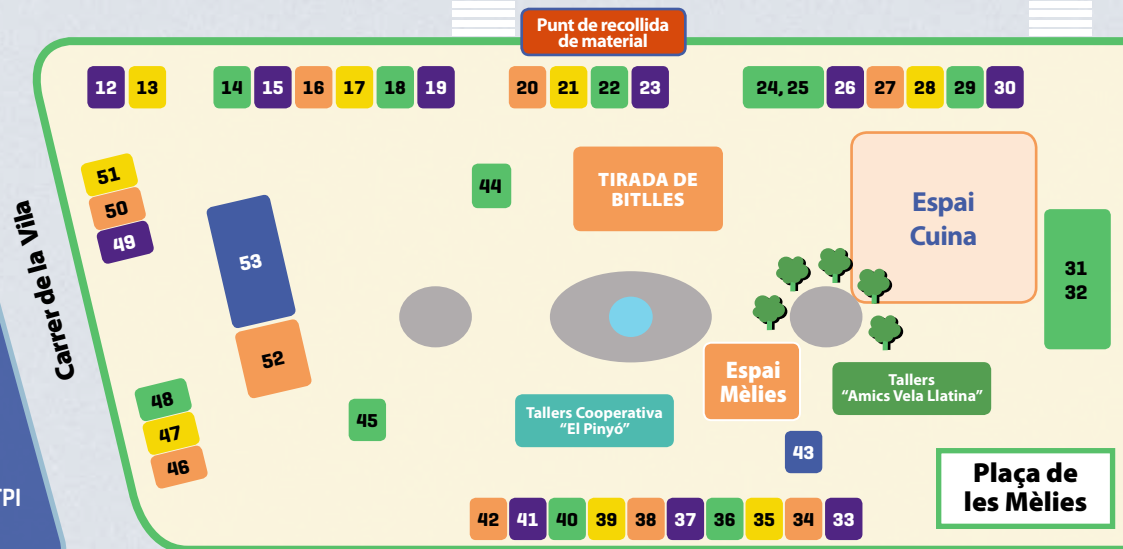 Punt de recollida
de material
12
13
14
15
16
17
18
19
20
21
22
23
24, 25
26
27
28
29
30
51
50
49
44
TIRADA DE
BITLLES
Espai
Cuina
53
31
32
Carrer de la Vila
52
Espai
Mèlies
Tallers
“Amics Vela Llatina”
48
47
46
45
Tallers Cooperativa
“El Pinyó”
43
Plaça de
les Mèlies
42
41
40
39
38
37
36
35
34
33